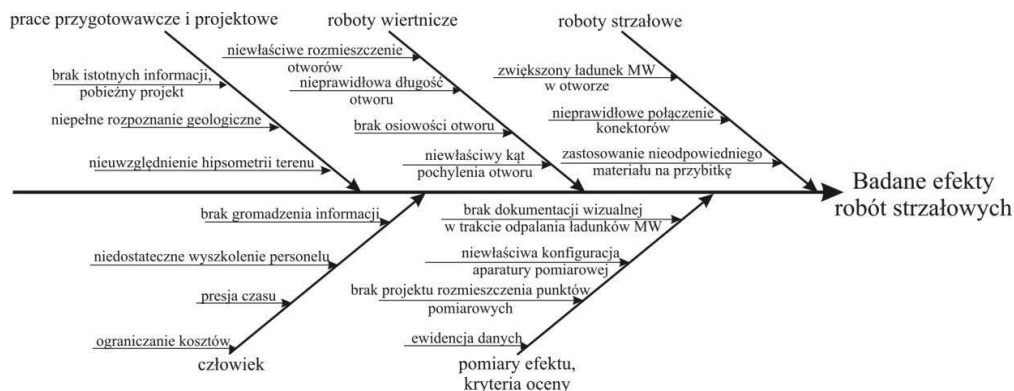 prace przygotowawcze i projektowe
brak istotnych informacji,
pobieżny projekt
niepełne rozpoznanie geologiczne
nieuwzględnienie hipsometrii terenu
roboty wiertnicze
niewłaściwe rozmieszczenie
otworów
nieprawidłowa długość
otworu
brak osiowości otworu
niewłaściwy kąt
pochylenia otworu
roboty strzałowe
zwiększony ładunek MW
w otworze
nieprawidłowe połączenie
konektorów
zastosowanie nieodpowiedniego
materiału na przybitkę
Badane efekty
robót strzałowych
brak gromadzenia informacji
niedostateczne wyszkolenie personelu
presja czasu
ograniczanie kosztów
człowiek
brak dokumentacji wizualnej
w trakcie odpalania ładunków MW
niewłaściwa konfiguracja
aparatury pomiarowej
brak projektu rozmieszczenia punktów
pomiarowych
ewidencja danych
pomiary efektu,
kryteria oceny